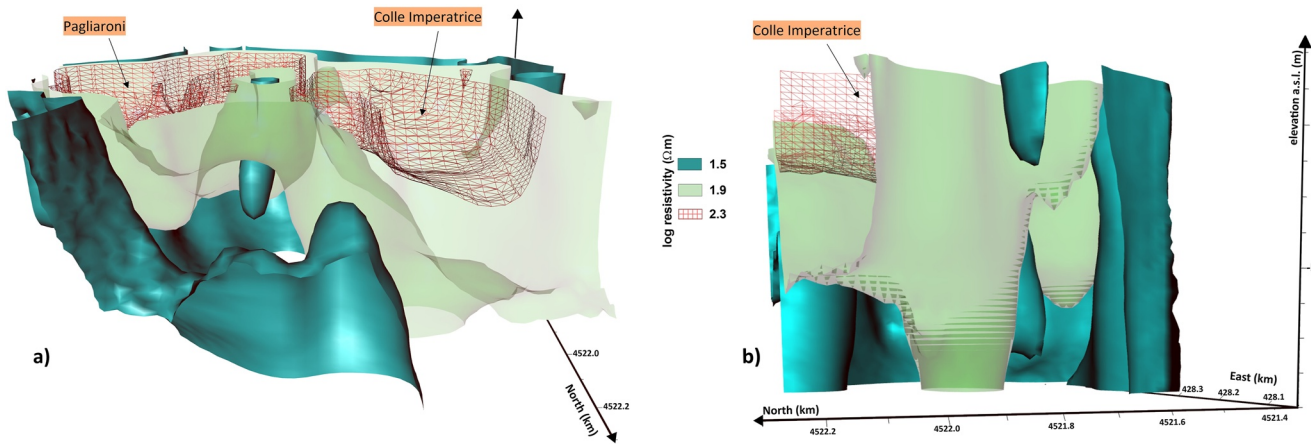 Pagliaroni
Colle Imperatrice
a)
4522.0
4522.2
North (km)
log resistivity (Ωm)
1.5
1.9
2.3
Colle Imperatrice
b)
elevation a.s.l. (m)
East (km)
428.3
428.2
428.1
North (km)
4522.2
4522.0
4521.8
4521.6
4521.4